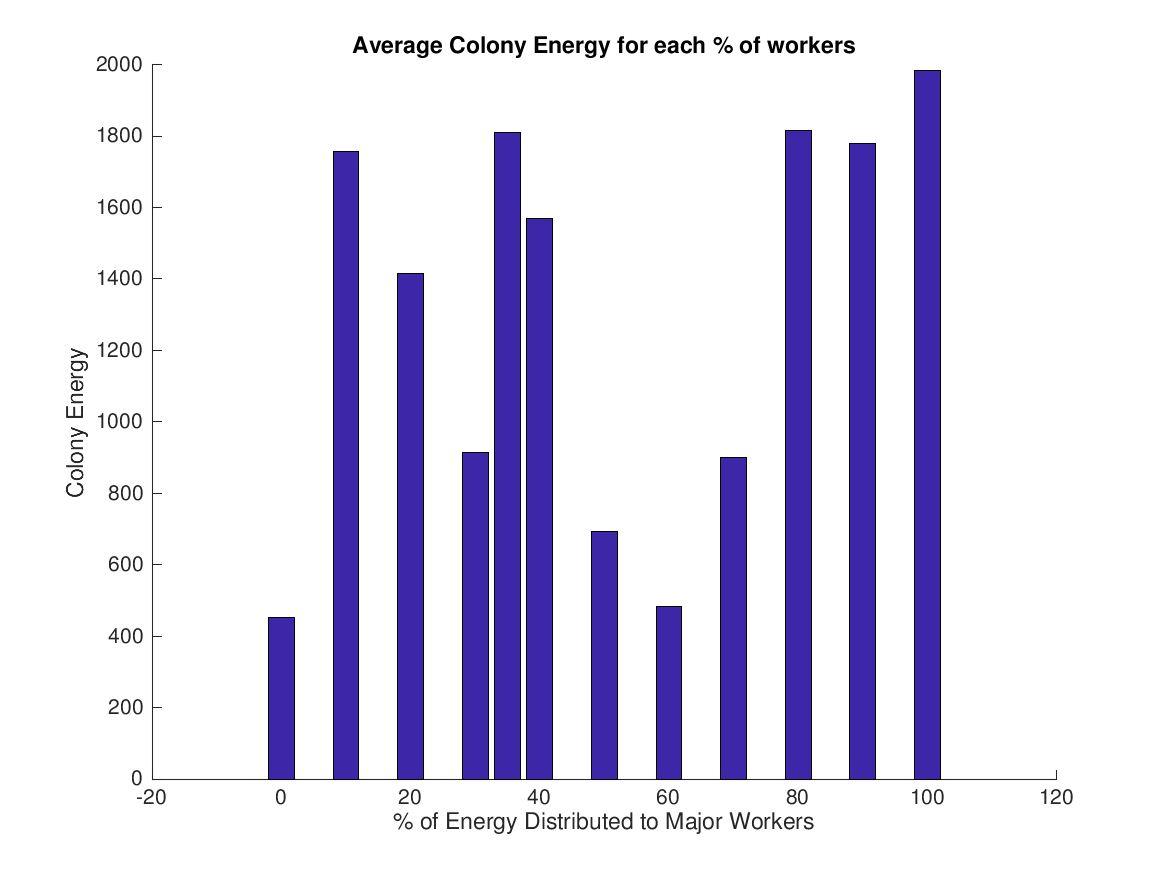 Average Colony Energy for each % of workers
2000
1800
1600
1400
1200
1000
800
600
400
200
0
Colony Energy
-20 0 20 40 60 80 100 120
% of Energy Distributed to Major Workers